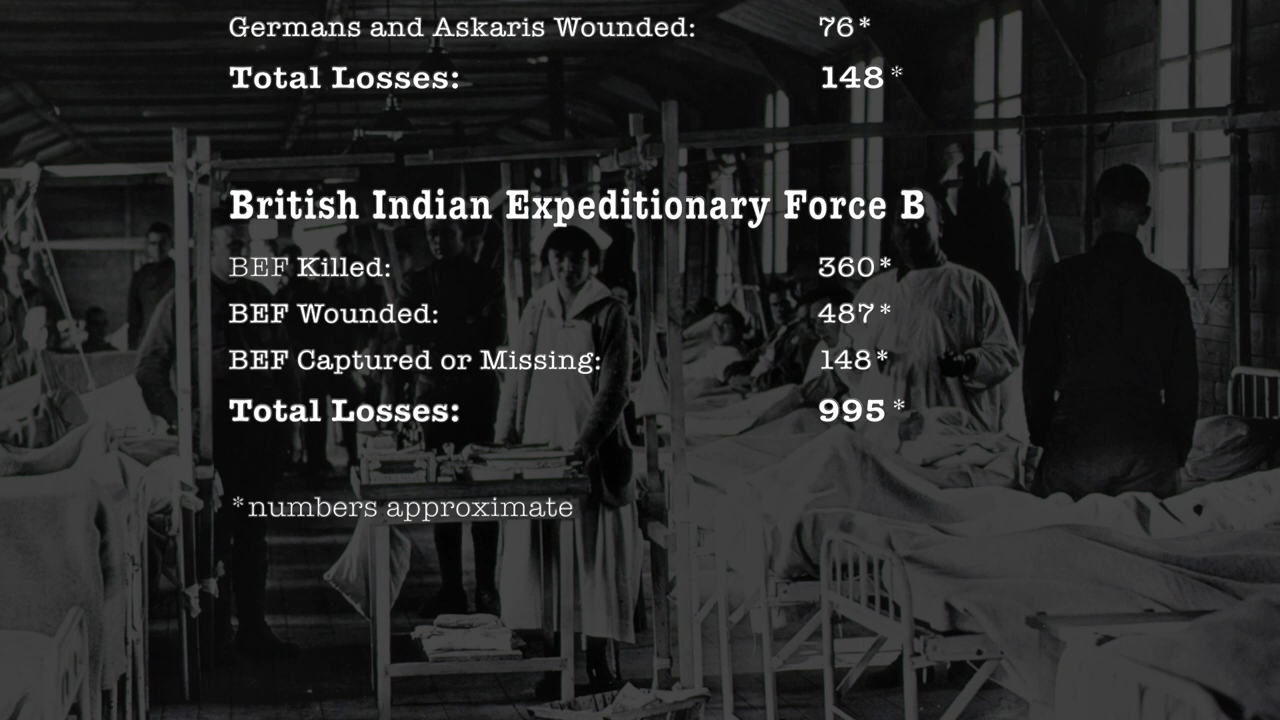 Germans and Askaris Wounded: 76*
Total Losses: 148*
British Indian Expeditionary Force B
BEF Killed: 360*
BEF Wounded: 487*
BEF Captured or Missing: 148*
Total Losses: 995*
*numbers approximate